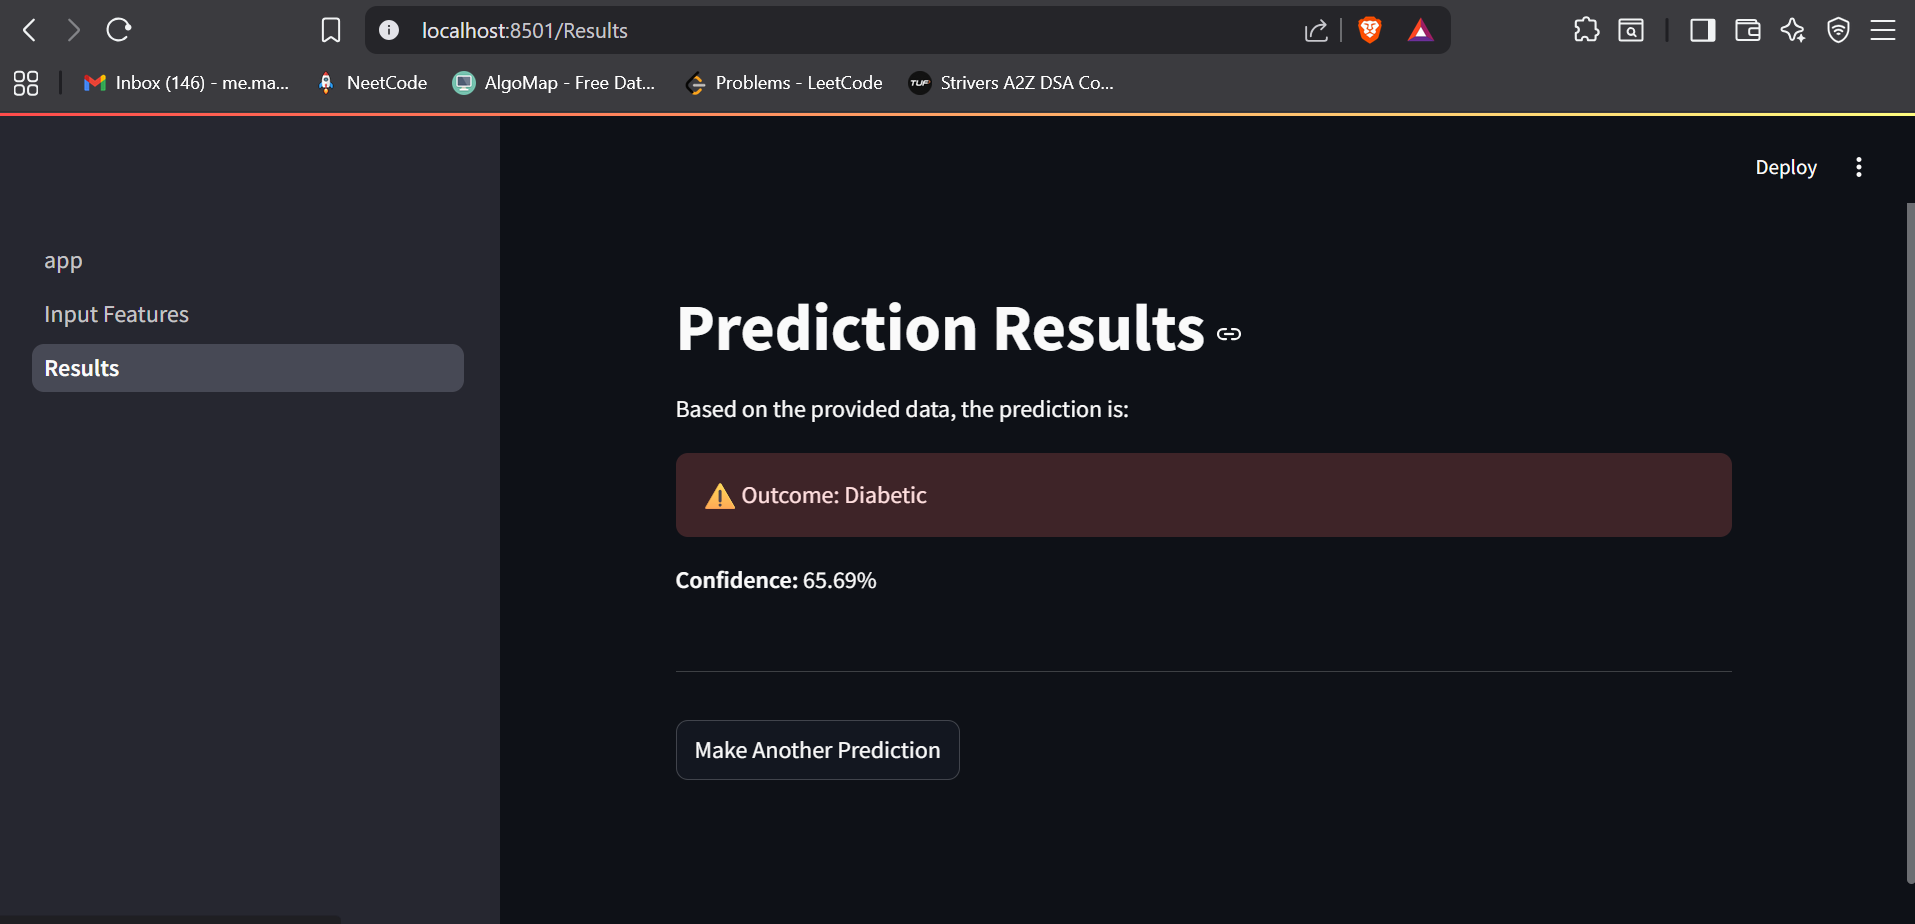 localhost:8501/Results
Inbox (146) - me.ma... NeetCode AlgoMap - Free Dat... Problems - LeetCode TUF Strivers A2Z DSA Co...
Deploy
app
Input Features
Results
Prediction Results
Based on the provided data, the prediction is:
Outcome: Diabetic
Confidence: 65.69%
Make Another Prediction